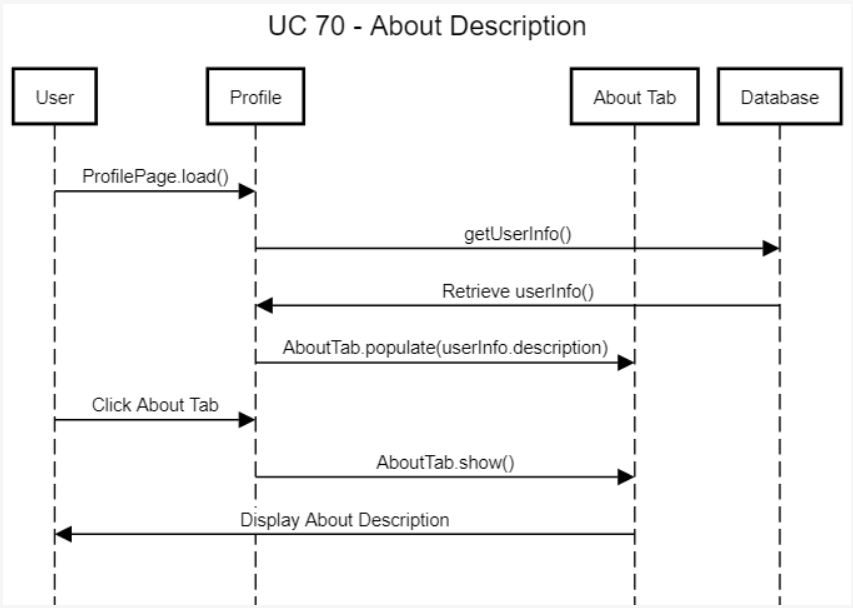 UC 70 - About Description
User
Profile
About Tab
Database
ProfilePage.load()
getUserInfo()
Retrieve userInfo()
AboutTab.populate(userInfo.description)
Click About Tab
AboutTab.show()
Display About Description